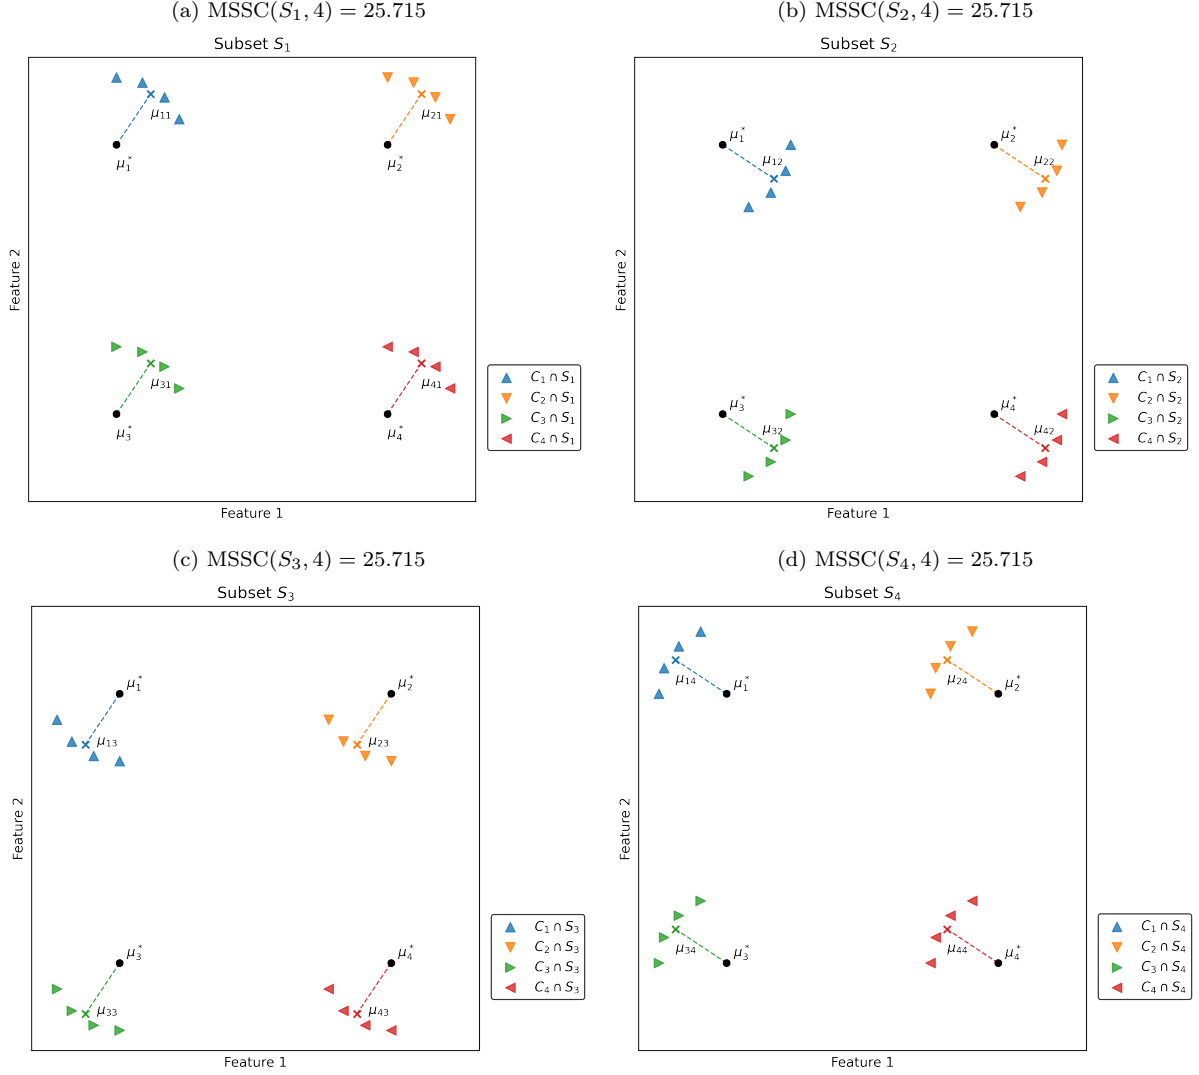 (a) MSSC(S₁, 4) = 25.715
Subset S₁
μ₁₁
μ₂₁
μ₁*
μ₂*
μ₃₁
μ₄₁
μ₃*
μ₄*
Feature 2
Feature 1
C₁ ∩ S₁
C₂ ∩ S₁
C₃ ∩ S₁
C₄ ∩ S₁
(b) MSSC(S₂, 4) = 25.715
Subset S₂
μ₁*
μ₂*
μ₁₂
μ₂₂
μ₃*
μ₄*
μ₃₂
μ₄₂
Feature 2
Feature 1
C₁ ∩ S₂
C₂ ∩ S₂
C₃ ∩ S₂
C₄ ∩ S₂
(c) MSSC(S₃, 4) = 25.715
Subset S₃
μ₁*
μ₂*
μ₁₃
μ₂₃
μ₃*
μ₄*
μ₃₃
μ₄₃
Feature 2
Feature 1
C₁ ∩ S₃
C₂ ∩ S₃
C₃ ∩ S₃
C₄ ∩ S₃
(d) MSSC(S₄, 4) = 25.715
Subset S₄
μ₁₄
μ₁*
μ₂₄
μ₂*
μ₃₄
μ₃*
μ₄₄
μ₄*
Feature 2
Feature 1
C₁ ∩ S₄
C₂ ∩ S₄
C₃ ∩ S₄
C₄ ∩ S₄